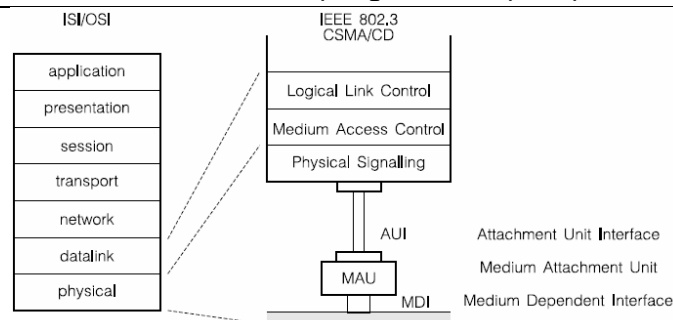 ISI/OSI
application
presentation
session
transport
network
datalink
physical
IEEE 802.3
CSMA/CD
Logical Link Control
Medium Access Control
Physical Signalling
AUI
MAU
MDI
Attachment Unit Interface
Medium Attachment Unit
Medium Dependent Interface